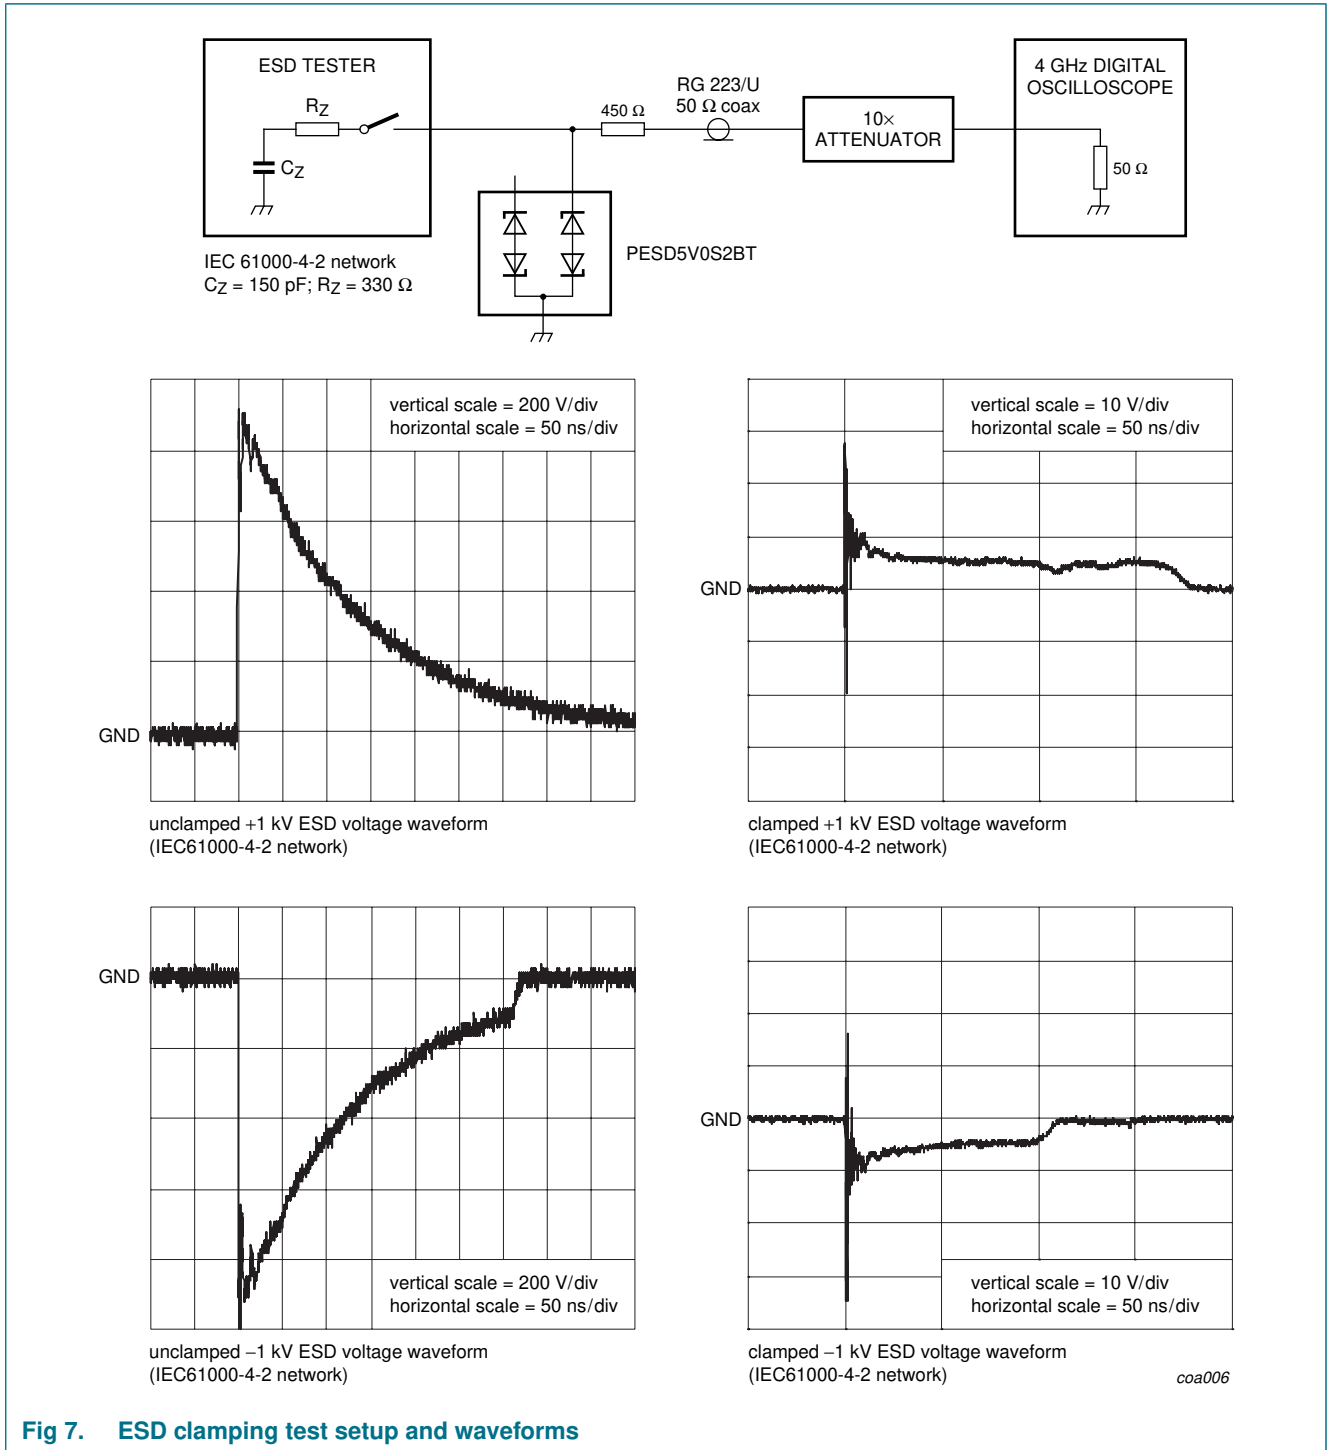 ESD TESTER
RZ
CZ
IEC 61000-4-2 network
CZ = 150 pF; RZ = 330 Ω
450 Ω
RG 223/U
50 Ω coax
10×
ATTENUATOR
4 GHz DIGITAL
OSCILLOSCOPE
50 Ω
PESD5V0S2BT
vertical scale = 200 V/div
horizontal scale = 50 ns/div
GND
unclamped +1 kV ESD voltage waveform
(IEC61000-4-2 network)
vertical scale = 10 V/div
horizontal scale = 50 ns/div
GND
clamped +1 kV ESD voltage waveform
(IEC61000-4-2 network)
GND
vertical scale = 200 V/div
horizontal scale = 50 ns/div
unclamped −1 kV ESD voltage waveform
(IEC61000-4-2 network)
GND
vertical scale = 10 V/div
horizontal scale = 50 ns/div
clamped −1 kV ESD voltage waveform
(IEC61000-4-2 network)
coa006
Fig 7. ESD clamping test setup and waveforms